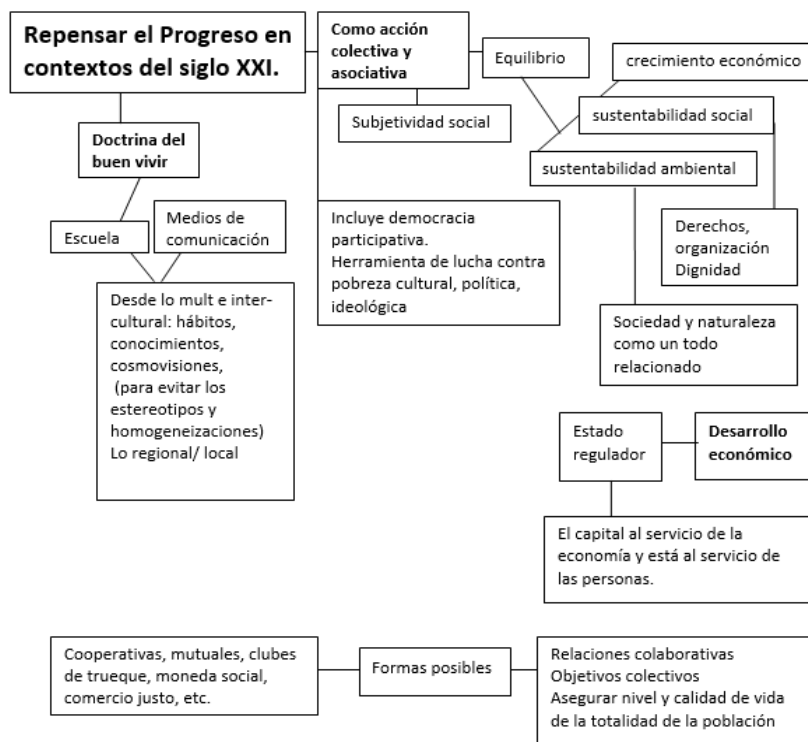 Repensar el Progreso en
contextos del siglo XXI.
Como acción
colectiva y
asociativa
Equilibrio
crecimiento económico
Subjetividad social
sustentabilidad social
Doctrina del
buen vivir
sustentabilidad ambiental
Escuela
Medios de
comunicación
Incluye democracia
participativa.
Herramienta de lucha contra
pobreza cultural, política,
ideológica
Derechos,
organización
Dignidad
Desde lo mult e inter-
cultural: hábitos,
conocimientos,
cosmovisiones,
(para evitar los
estereotipos y
homogeneizaciones)
Lo regional/ local
Sociedad y naturaleza
como un todo
relacionado
Estado
regulador
Desarrollo
económico
El capital al servicio de la
economía y está al servicio de
las personas.
Cooperativas, mutuales, clubes
de trueque, moneda social,
comercio justo, etc.
Formas posibles
Relaciones colaborativas
Objetivos colectivos
Asegurar nivel y calidad de vida
de la totalidad de la población